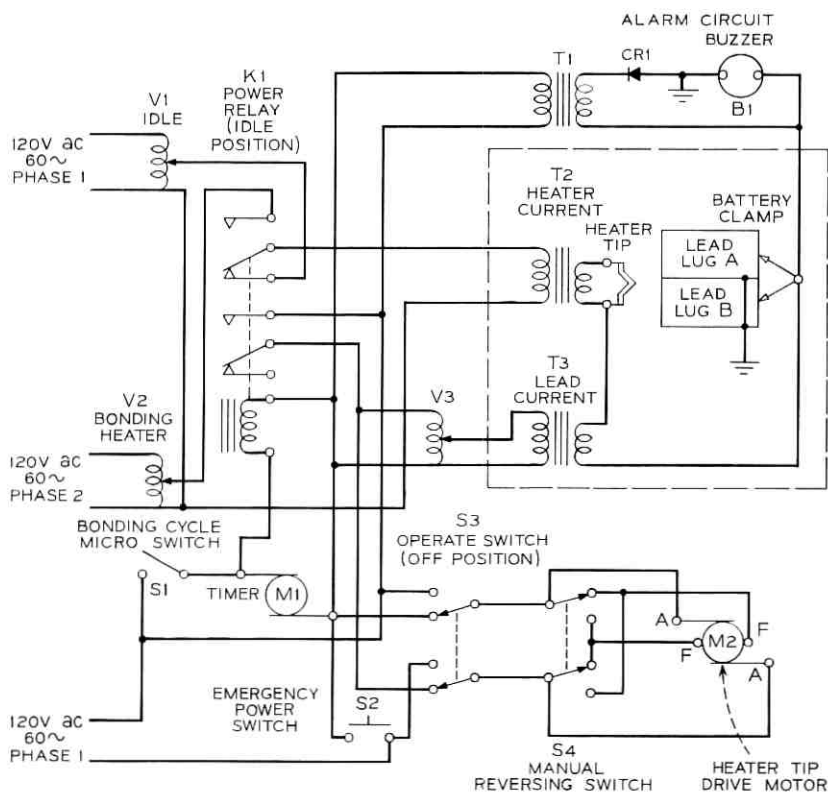 ALARM CIRCUIT
BUZZER
T1
CR1
B1
K1
POWER
RELAY
(IDLE
POSITION)
V1
IDLE
120V ac
60~
PHASE 1
T2
HEATER
CURRENT
HEATER
TIP
BATTERY
CLAMP
LEAD
LUG A
LEAD
LUG B
T3
LEAD
CURRENT
V3
V2
BONDING
HEATER
120V ac
60~
PHASE 2
BONDING CYCLE
MICRO SWITCH
S1
TIMER
M1
S3
OPERATE SWITCH
(OFF POSITION)
A
M2
F
F
A
EMERGENCY
POWER
SWITCH
S2
120V ac
60~
PHASE 1
S4
MANUAL
REVERSING SWITCH
HEATER TIP
DRIVE MOTOR